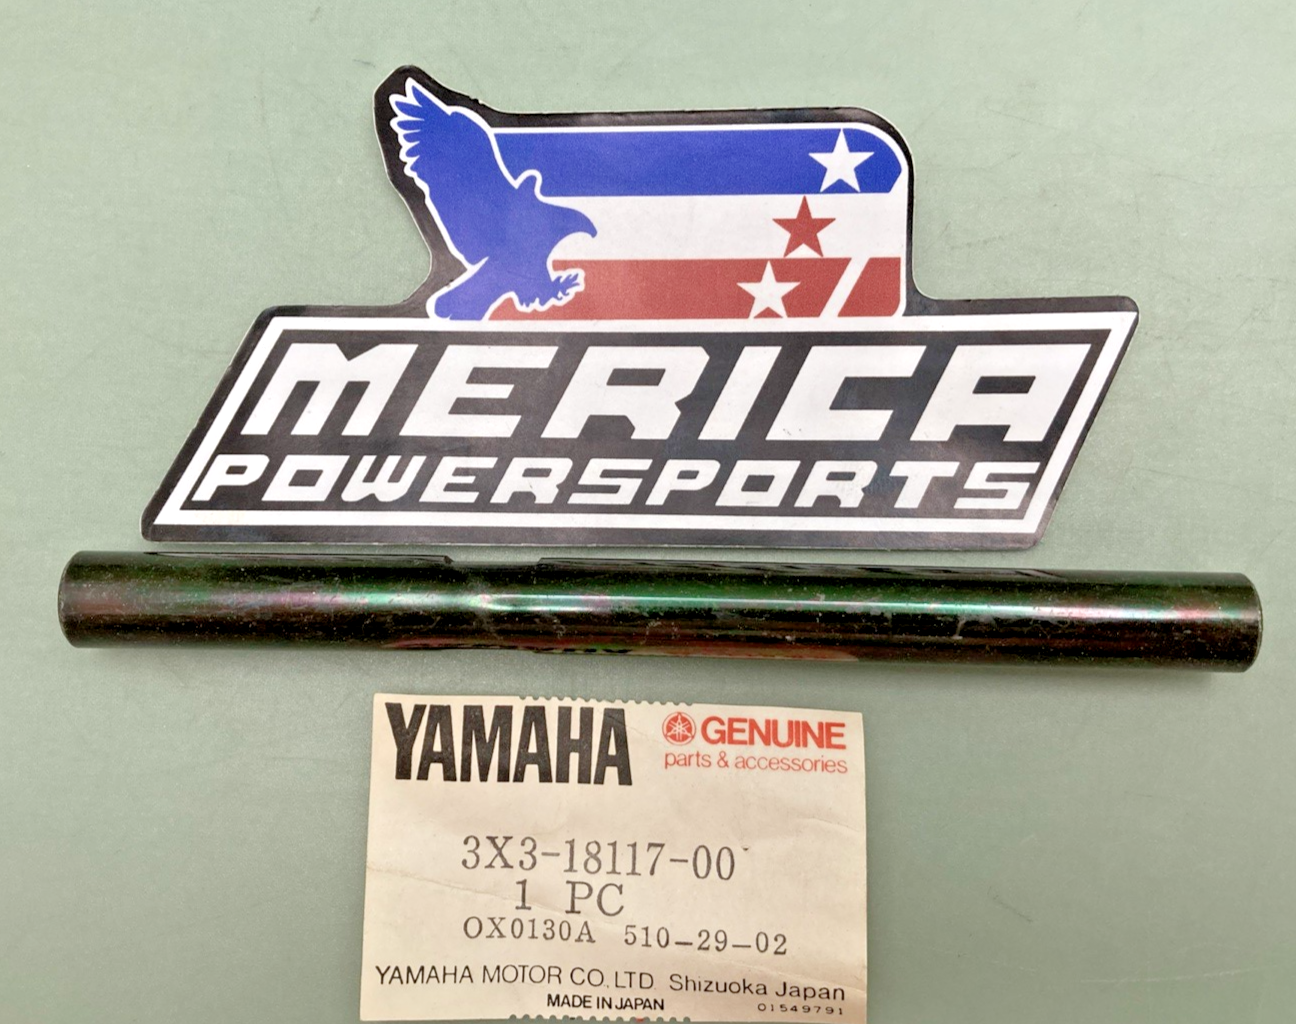 MERICA
POWERSPORTS
YAMAHA GENUINE
parts & accessories
3X3-18117-00
1 PC
OX0130A 510-29-02
YAMAHA MOTOR CO., LTD. Shizuoka Japan
MADE IN JAPAN 01549791